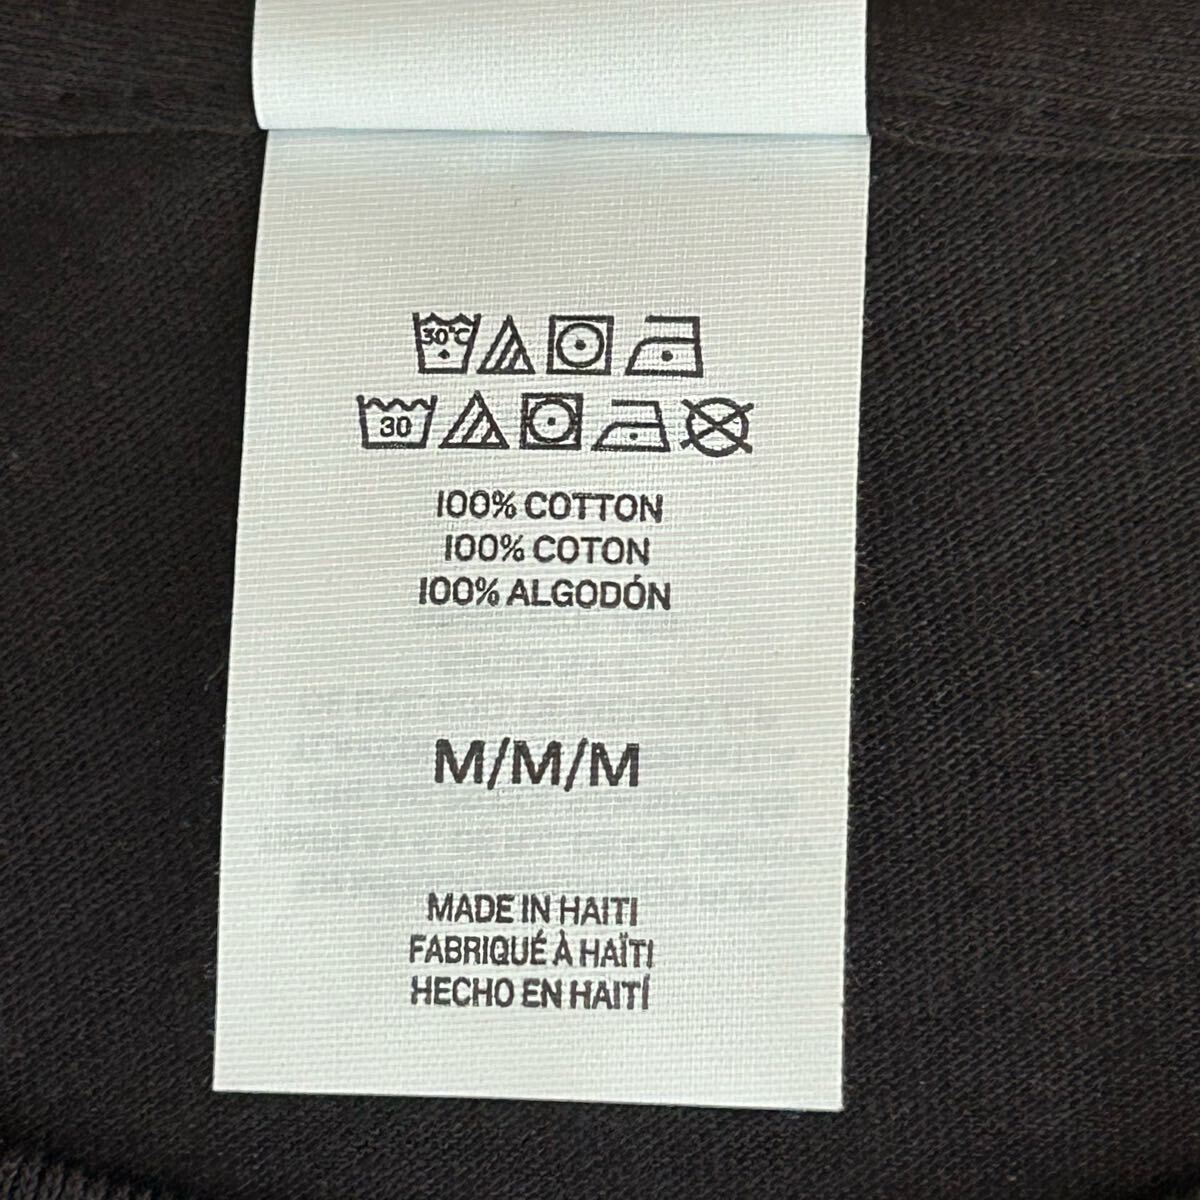 30°C
30
100% COTTON
100% COTON
100% ALGODÓN
M/M/M
MADE IN HAITI
FABRIQUÉ À HAÏTI
HECHO EN HAITÍ